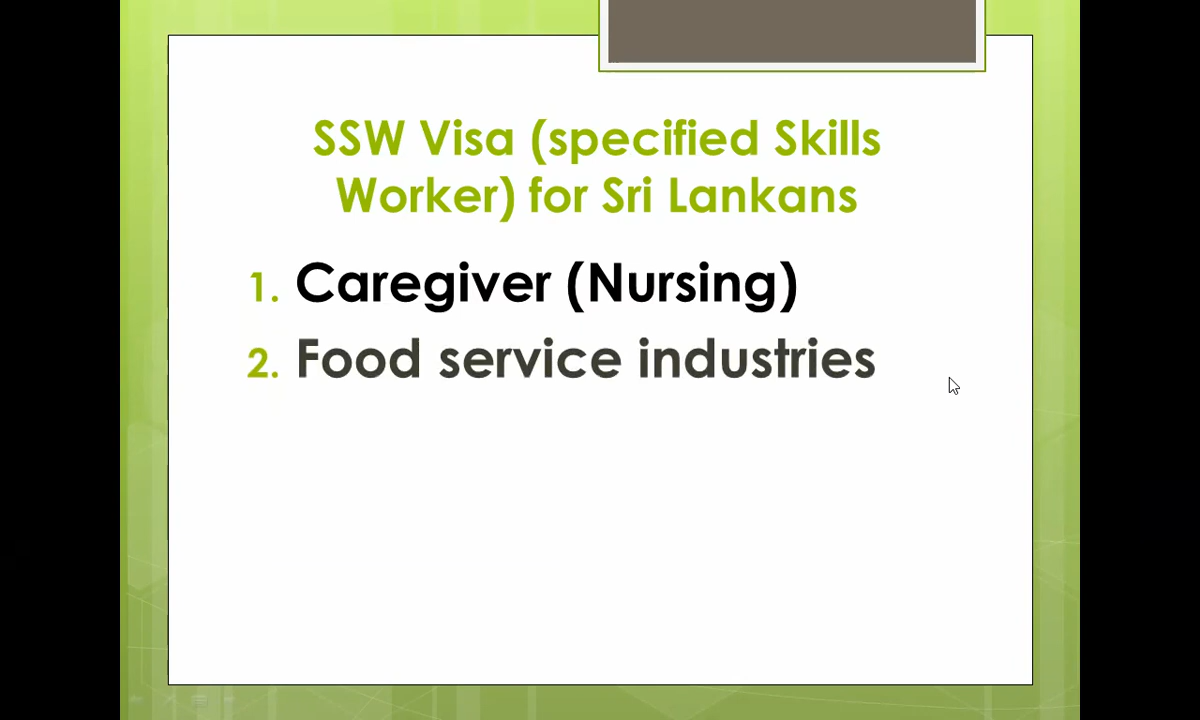 SSW Visa (specified Skills
Worker) for Sri Lankans
1. Caregiver (Nursing)
2. Food service industries